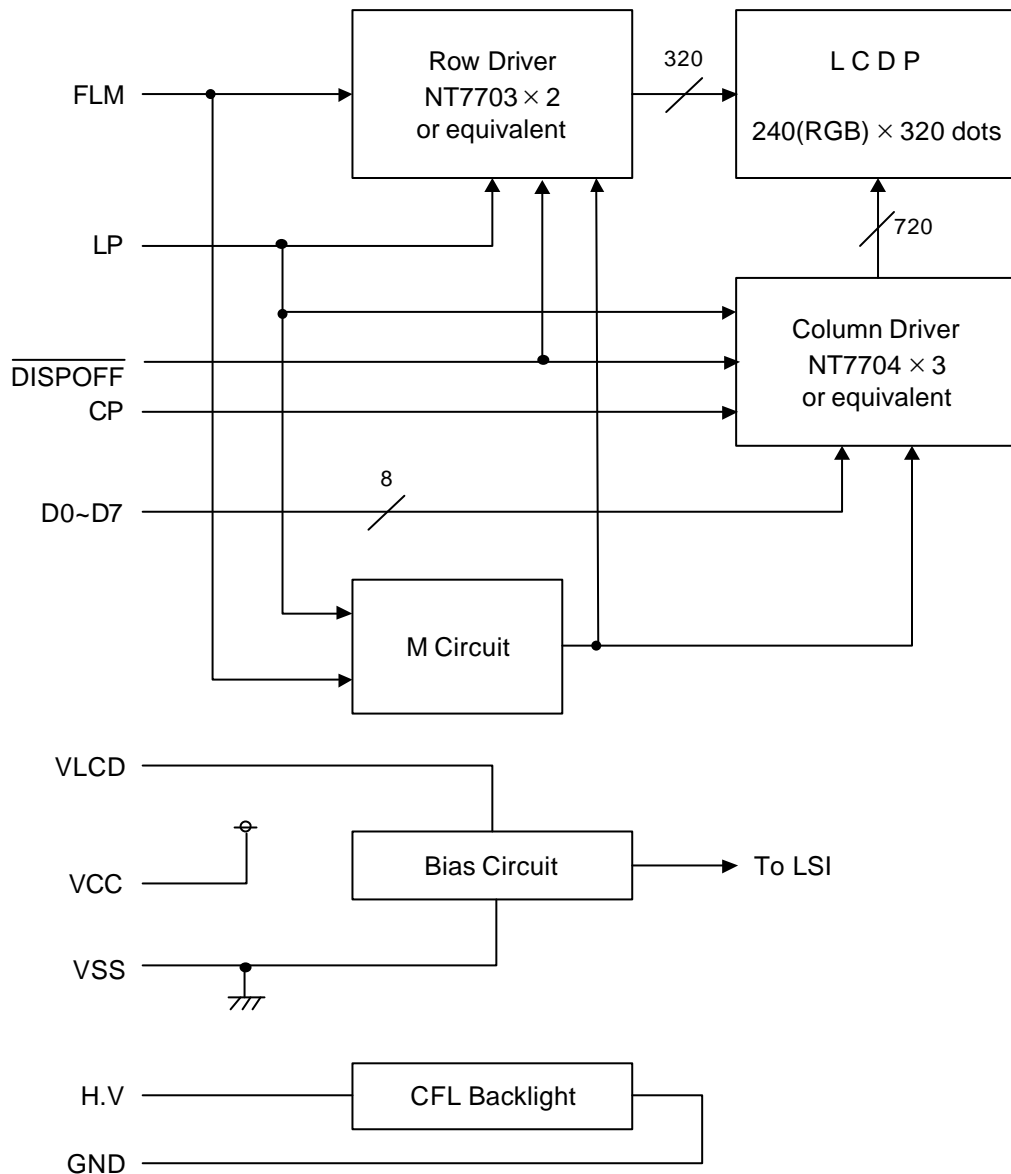 FLM
Row Driver
NT7703 × 2
or equivalent
320
L C D P
240(RGB) × 320 dots
LP
720
DISPOFF
CP
Column Driver
NT7704 × 3
or equivalent
D0~D7
8
M Circuit
VLCD
VCC
VSS
Bias Circuit
To LSI
H.V
CFL Backlight
GND